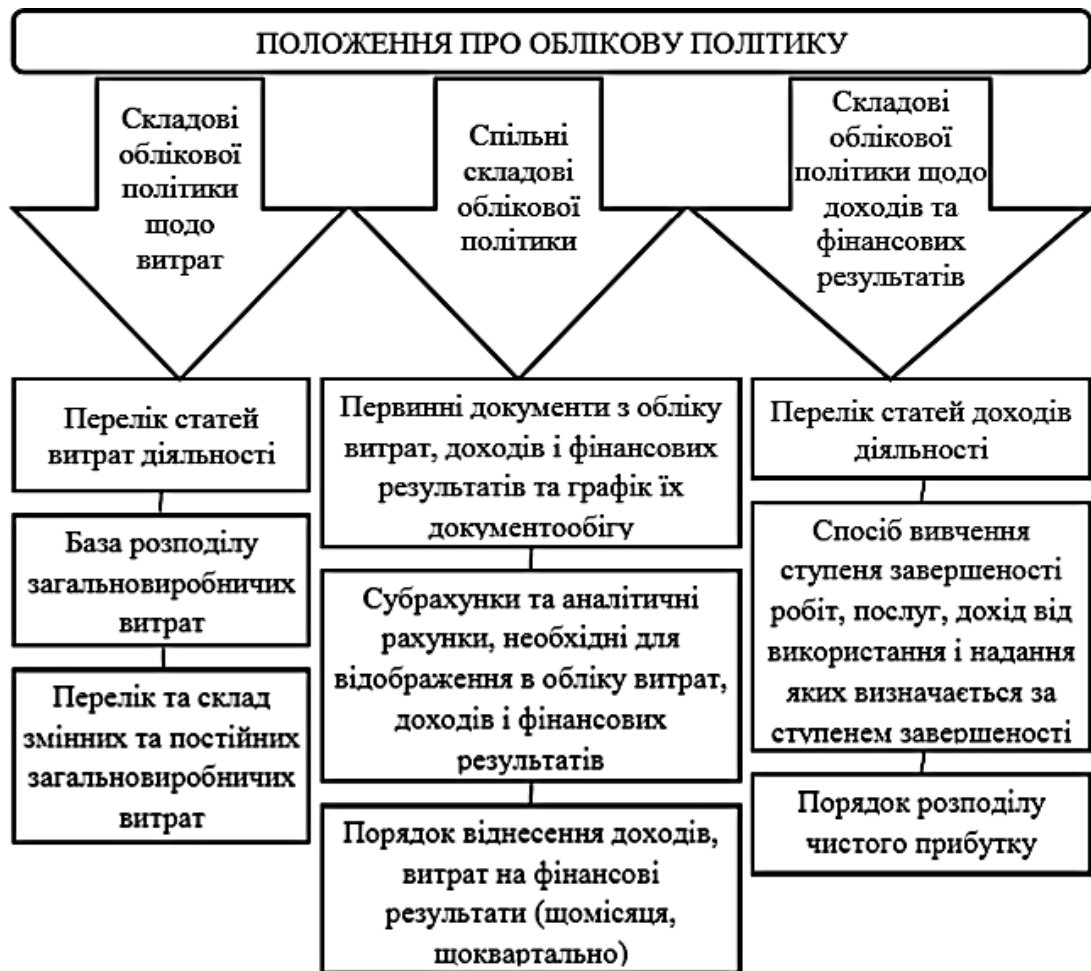 ПОЛОЖЕННЯ ПРО ОБЛІКОВУ ПОЛІТИКУ
Складові
облікової
політики
щодо
витрат
Спільні
складові
облікової
політики
Складові
облікової
політики щодо
доходів та
фінансових
результатів
Перелік статей
витрат діяльності
База розподілу
загальновиробничих
витрат
Перелік та склад
змінних та постійних
загальновиробничих
витрат
Первинні документи з обліку
витрат, доходів і фінансових
результатів та графік їх
документообігу
Субрахунки та аналітичні
рахунки, необхідні для
відображення в обліку витрат,
доходів і фінансових
результатів
Порядок віднесення доходів,
витрат на фінансові
результати (щомісяця,
щоквартально)
Перелік статей доходів
діяльності
Спосіб вивчення
ступеня завершеності
робіт, послуг, дохід від
використання і надання
яких визначається за
ступенем завершеності
Порядок розподілу
чистого прибутку